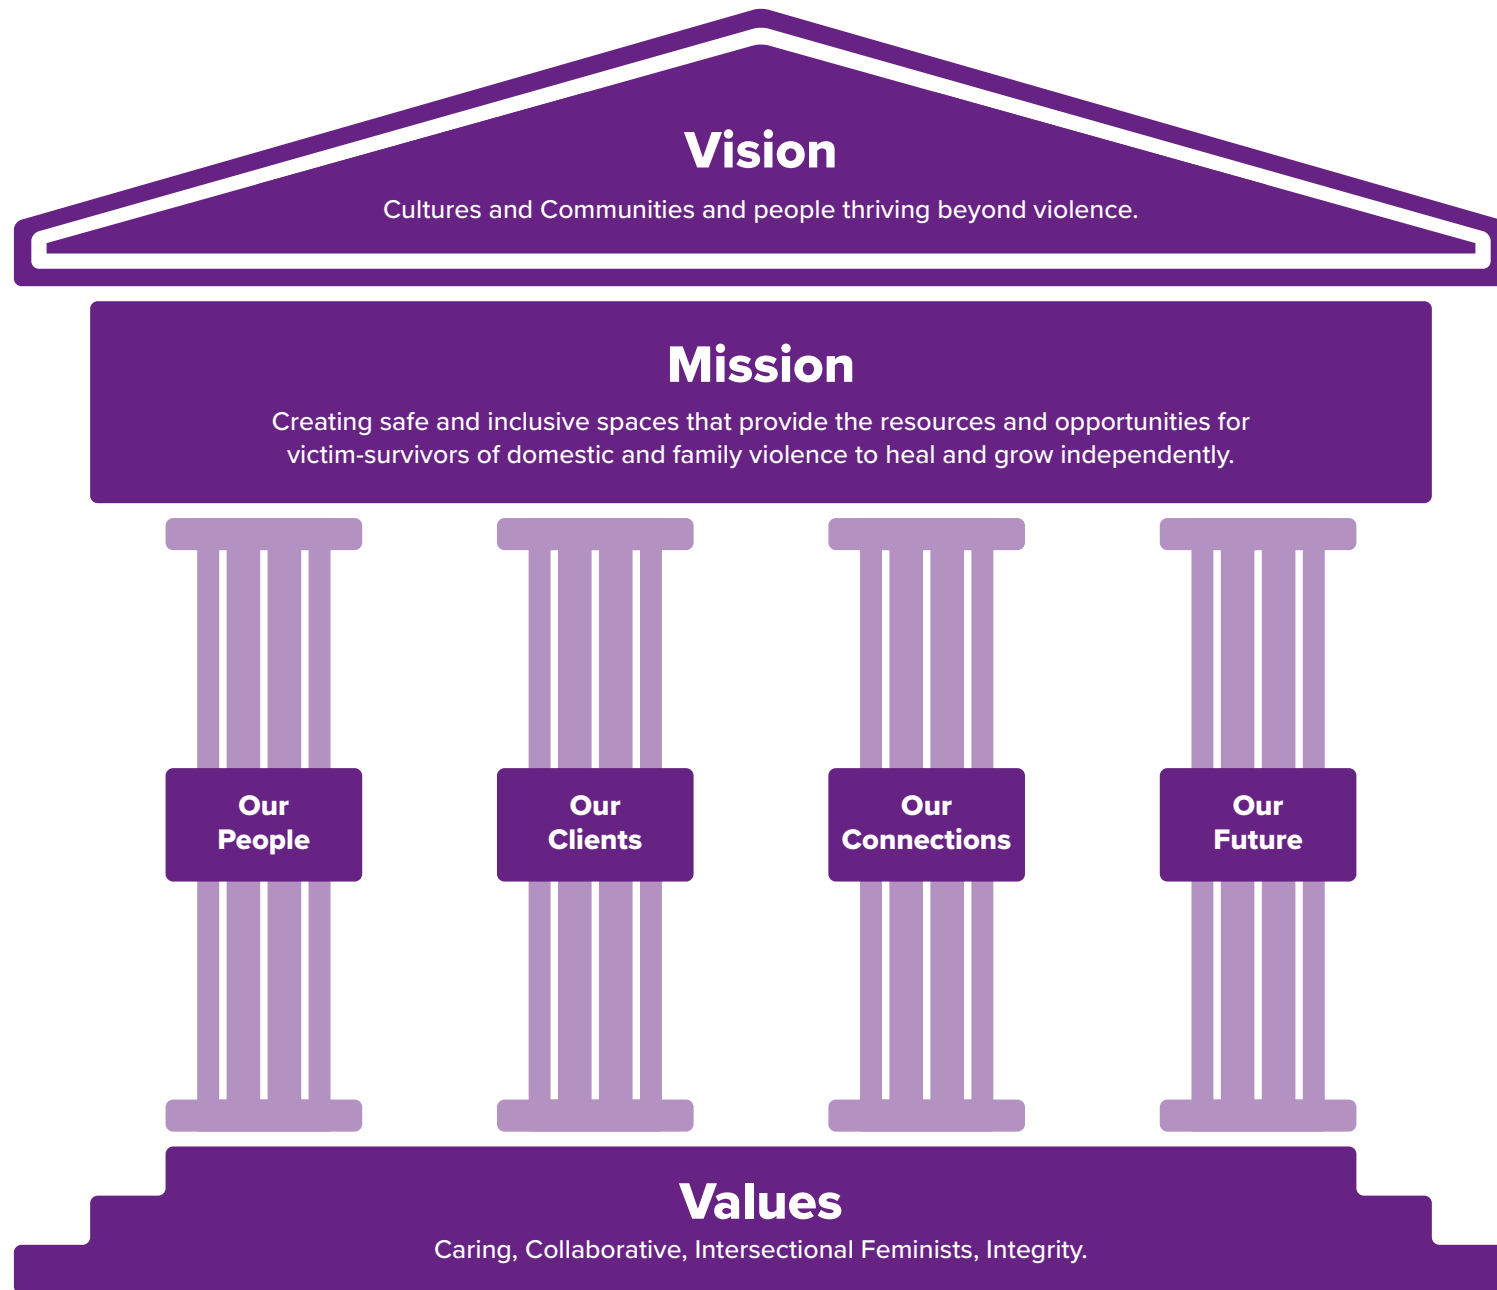 Vision
Cultures and Communities and people thriving beyond violence.
Mission
Creating safe and inclusive spaces that provide the resources and opportunities for
victim-survivors of domestic and family violence to heal and grow independently.
Our
People
Our
Clients
Our
Connections
Our
Future
Values
Caring, Collaborative, Intersectional Feminists, Integrity.